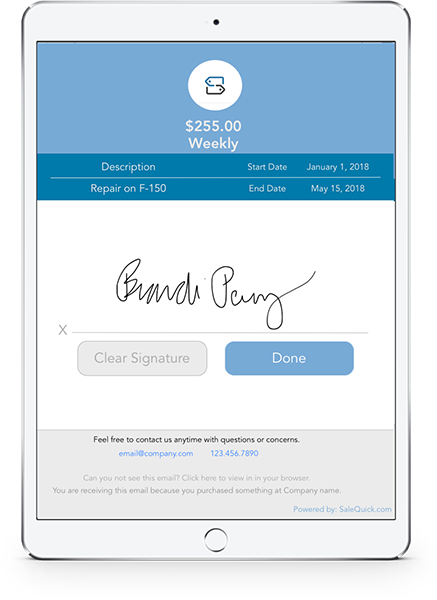 $255.00
Weekly
Description Start Date January 1, 2018
Repair on F-150 End Date May 15, 2018
Brandi Perry
X
Clear Signature Done
Feel free to contact us anytime with questions or concerns.
email@company.com 123.456.7890
Can you not see this email? Click here to view in in your browser.
You are receiving this email because you purchased something at Company name.
Powered by: SaleQuick.com